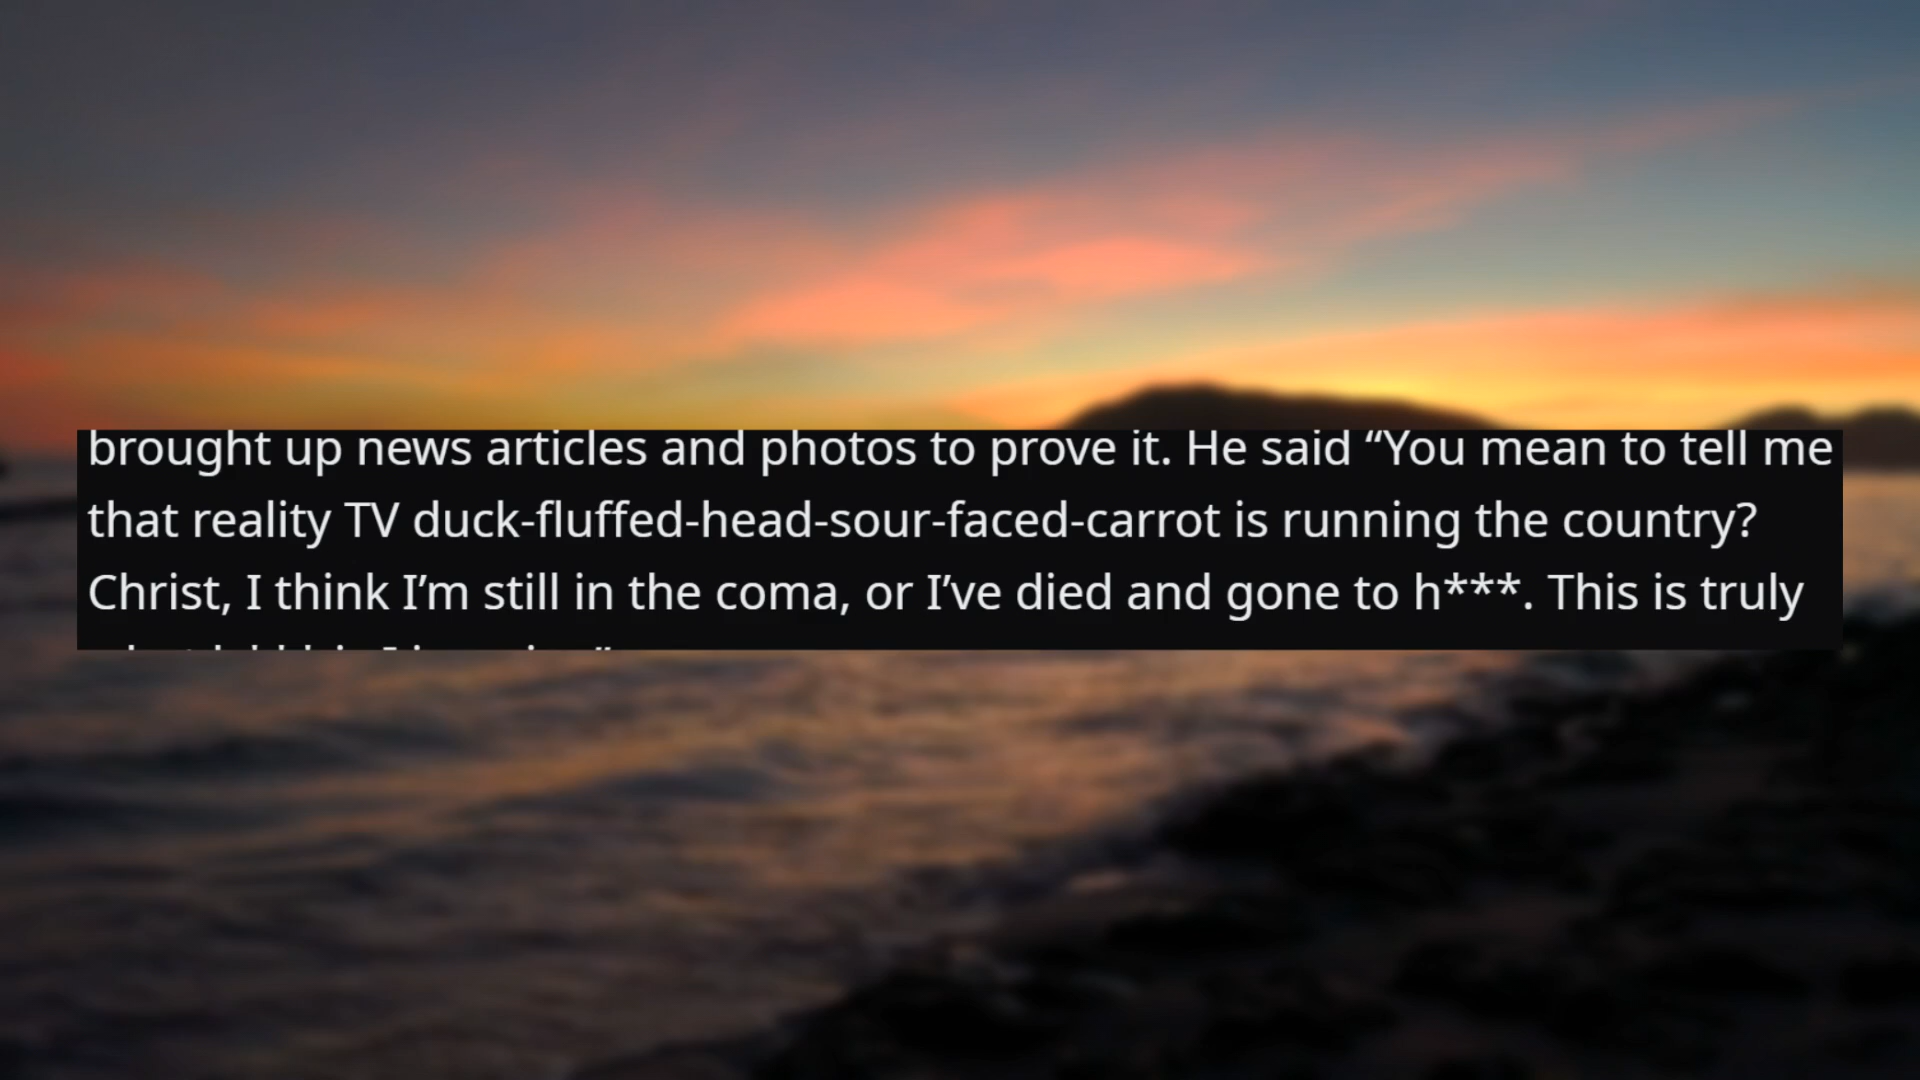 brought up news articles and photos to prove it. He said “You mean to tell me
that reality TV duck-fluffed-head-sour-faced-carrot is running the country?
Christ, I think I’m still in the coma, or I’ve died and gone to h***. This is truly